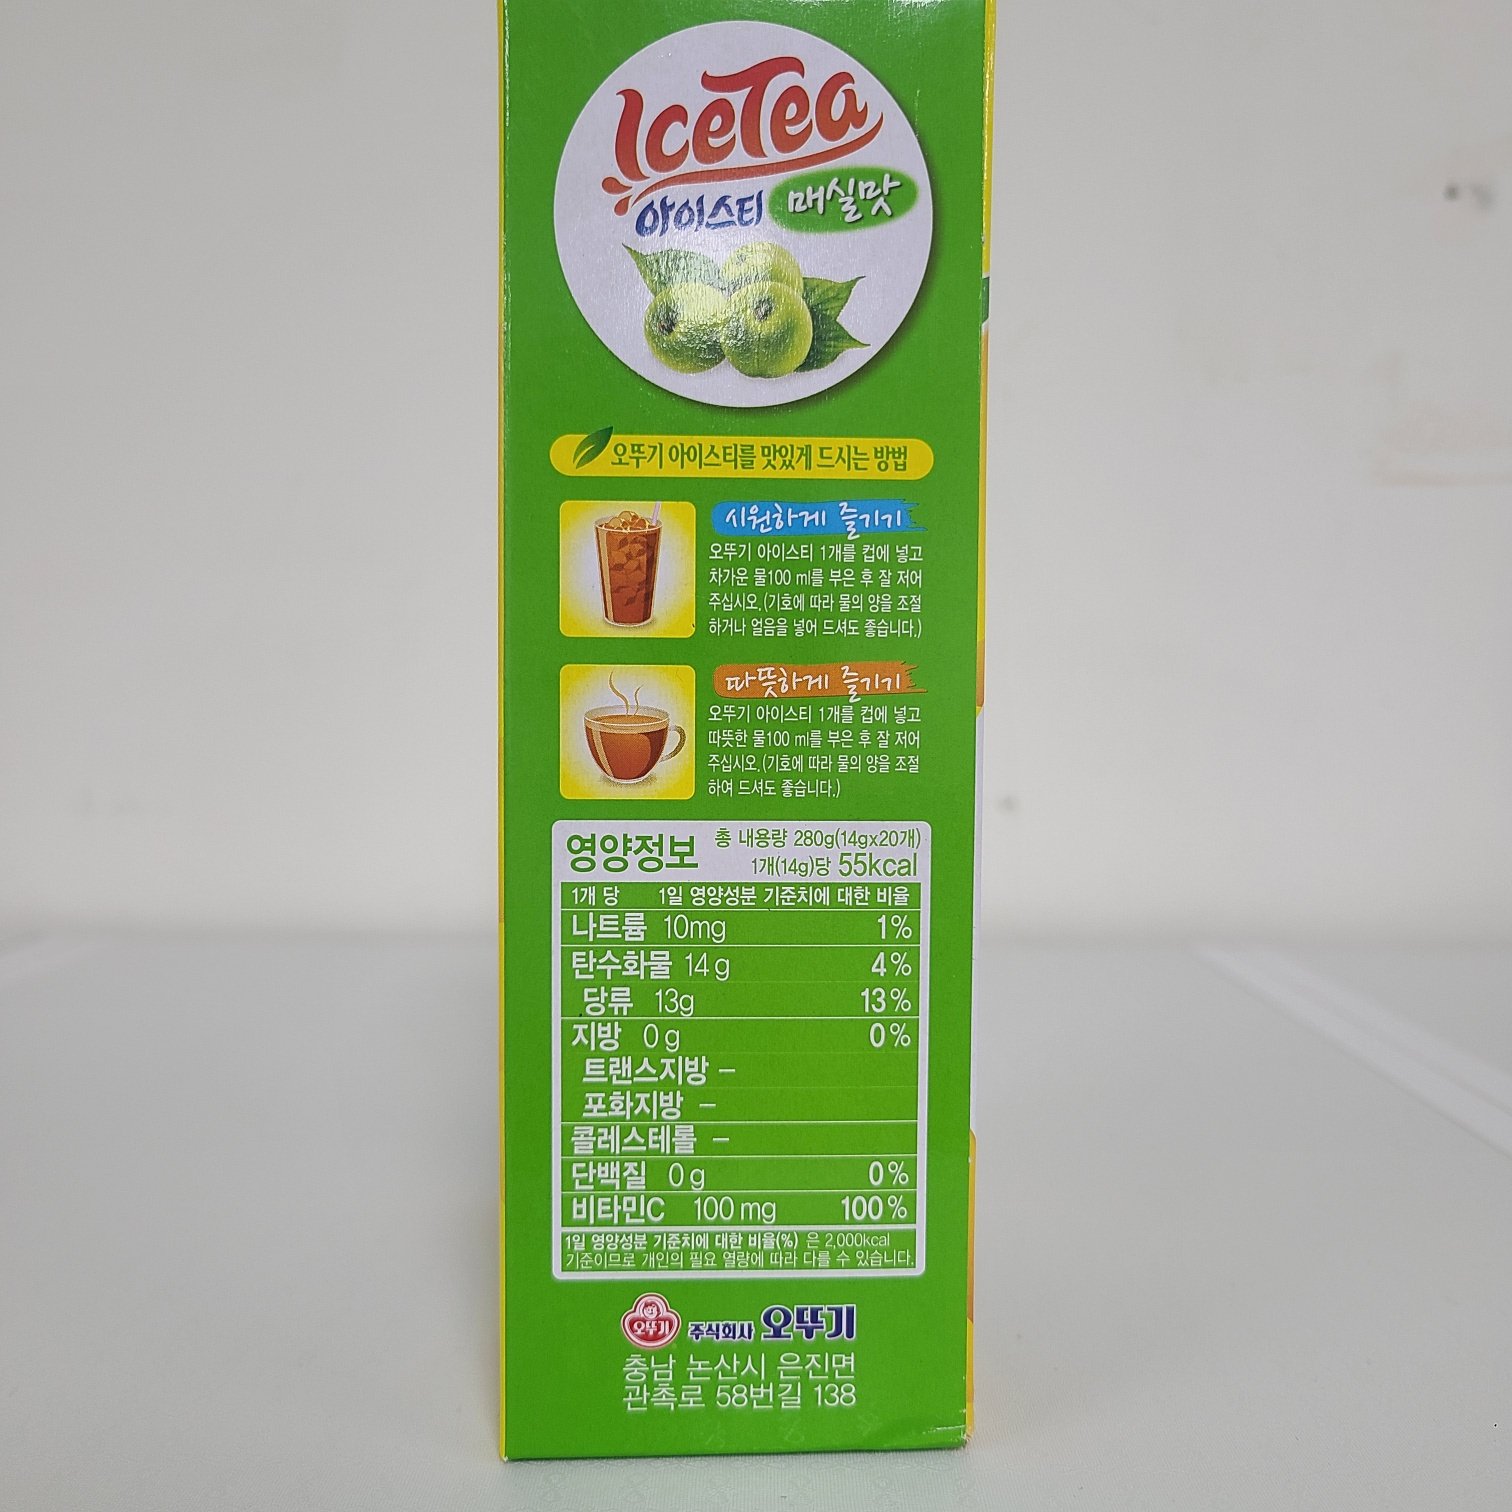 IceTea
아이스티 매실맛
오뚜기 아이스티를 맛있게 드시는 방법
시원하게 즐기기
오뚜기 아이스티 1개를 컵에 넣고
차가운 물100 ml를 부은 후 잘 저어
주십시오.(기호에 따라 물의 양을 조절
하거나 얼음을 넣어 드셔도 좋습니다.)
따뜻하게 즐기기
오뚜기 아이스티 1개를 컵에 넣고
따뜻한 물100 ml를 부은 후 잘 저어
주십시오.(기호에 따라 물의 양을 조절
하여 드셔도 좋습니다.)
영양정보 총 내용량 280g(14gx20개)
1개(14g)당 55kcal
1개 당 1일 영양성분 기준치에 대한 비율
나트륨 10mg 1%
탄수화물 14g 4%
당류 13g 13%
지방 0g 0%
트랜스지방 –
포화지방 –
콜레스테롤 –
단백질 0g 0%
비타민C 100mg 100%
1일 영양성분 기준치에 대한 비율(%) 은 2,000kcal
기준이므로 개인의 필요 열량에 따라 다를 수 있습니다.
오뚜기 주식회사 오뚜기
충남 논산시 은진면
관촉로 58번길 138